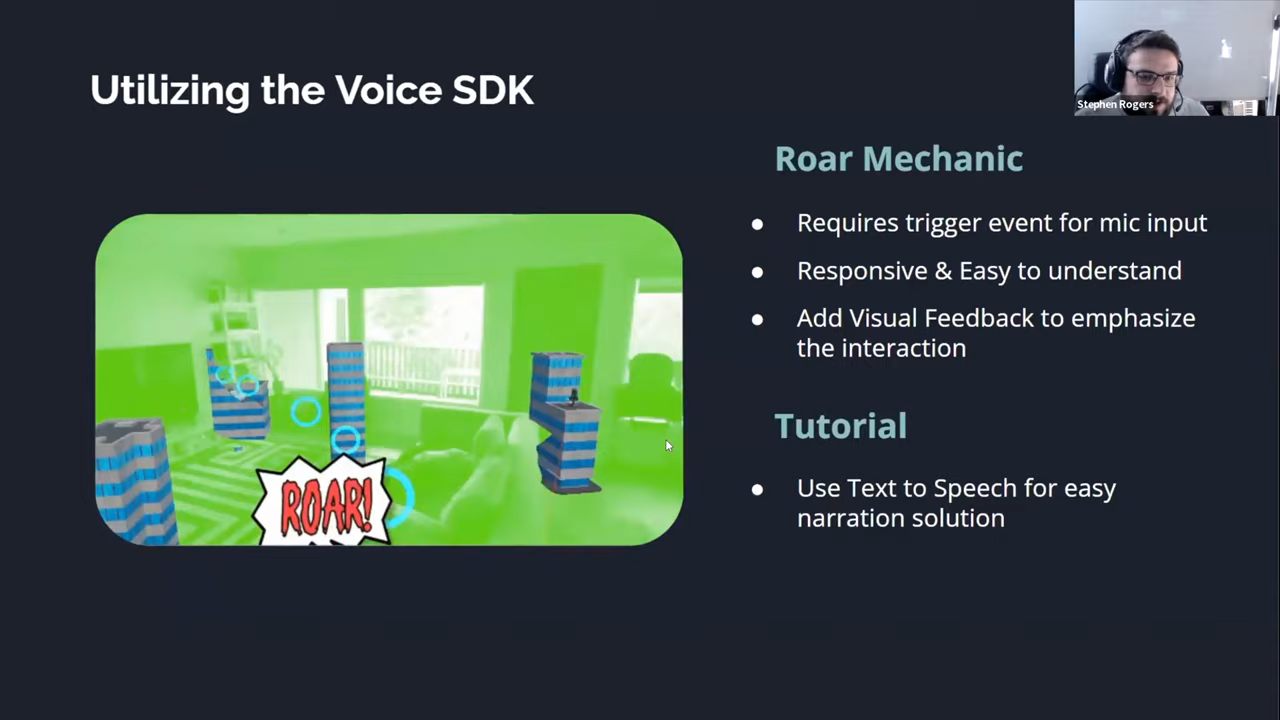 Utilizing the Voice SDK
Stephen Rogers
Roar Mechanic
● Requires trigger event for mic input
● Responsive & Easy to understand
● Add Visual Feedback to emphasize
the interaction
ROAR!
Tutorial
● Use Text to Speech for easy
narration solution